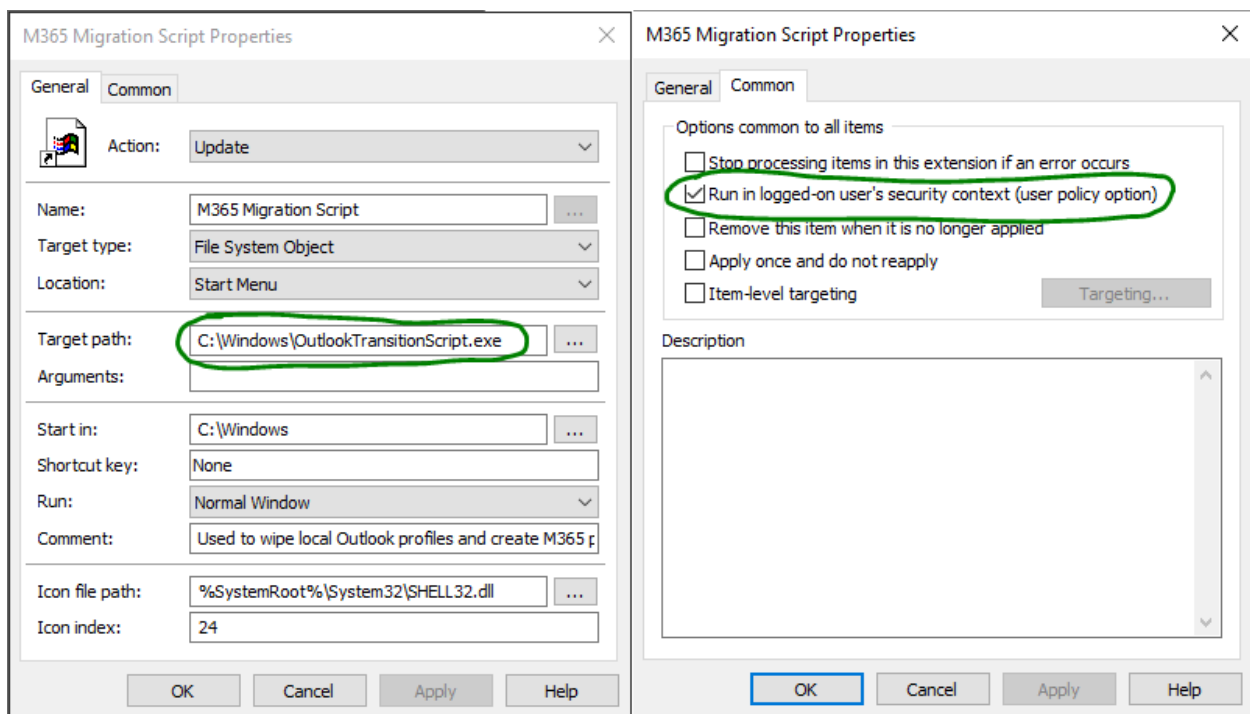 M365 Migration Script Properties
General
Common
Action:
Update
Name:
M365 Migration Script
...
Target type:
File System Object
Location:
Start Menu
Target path:
C:\Windows\OutlookTransitionScript.exe
...
Arguments:
Start in:
C:\Windows
...
Shortcut key:
None
Run:
Normal Window
Comment:
Used to wipe local Outlook profiles and create M365 p
Icon file path:
%SystemRoot%\System32\SHELL32.dll
...
Icon index:
24
OK
Cancel
Apply
Help
M365 Migration Script Properties
General
Common
Options common to all items
Stop processing items in this extension if an error occurs
Run in logged-on user's security context (user policy option)
Remove this item when it is no longer applied
Apply once and do not reapply
Item-level targeting
Targeting...
Description
OK
Cancel
Apply
Help